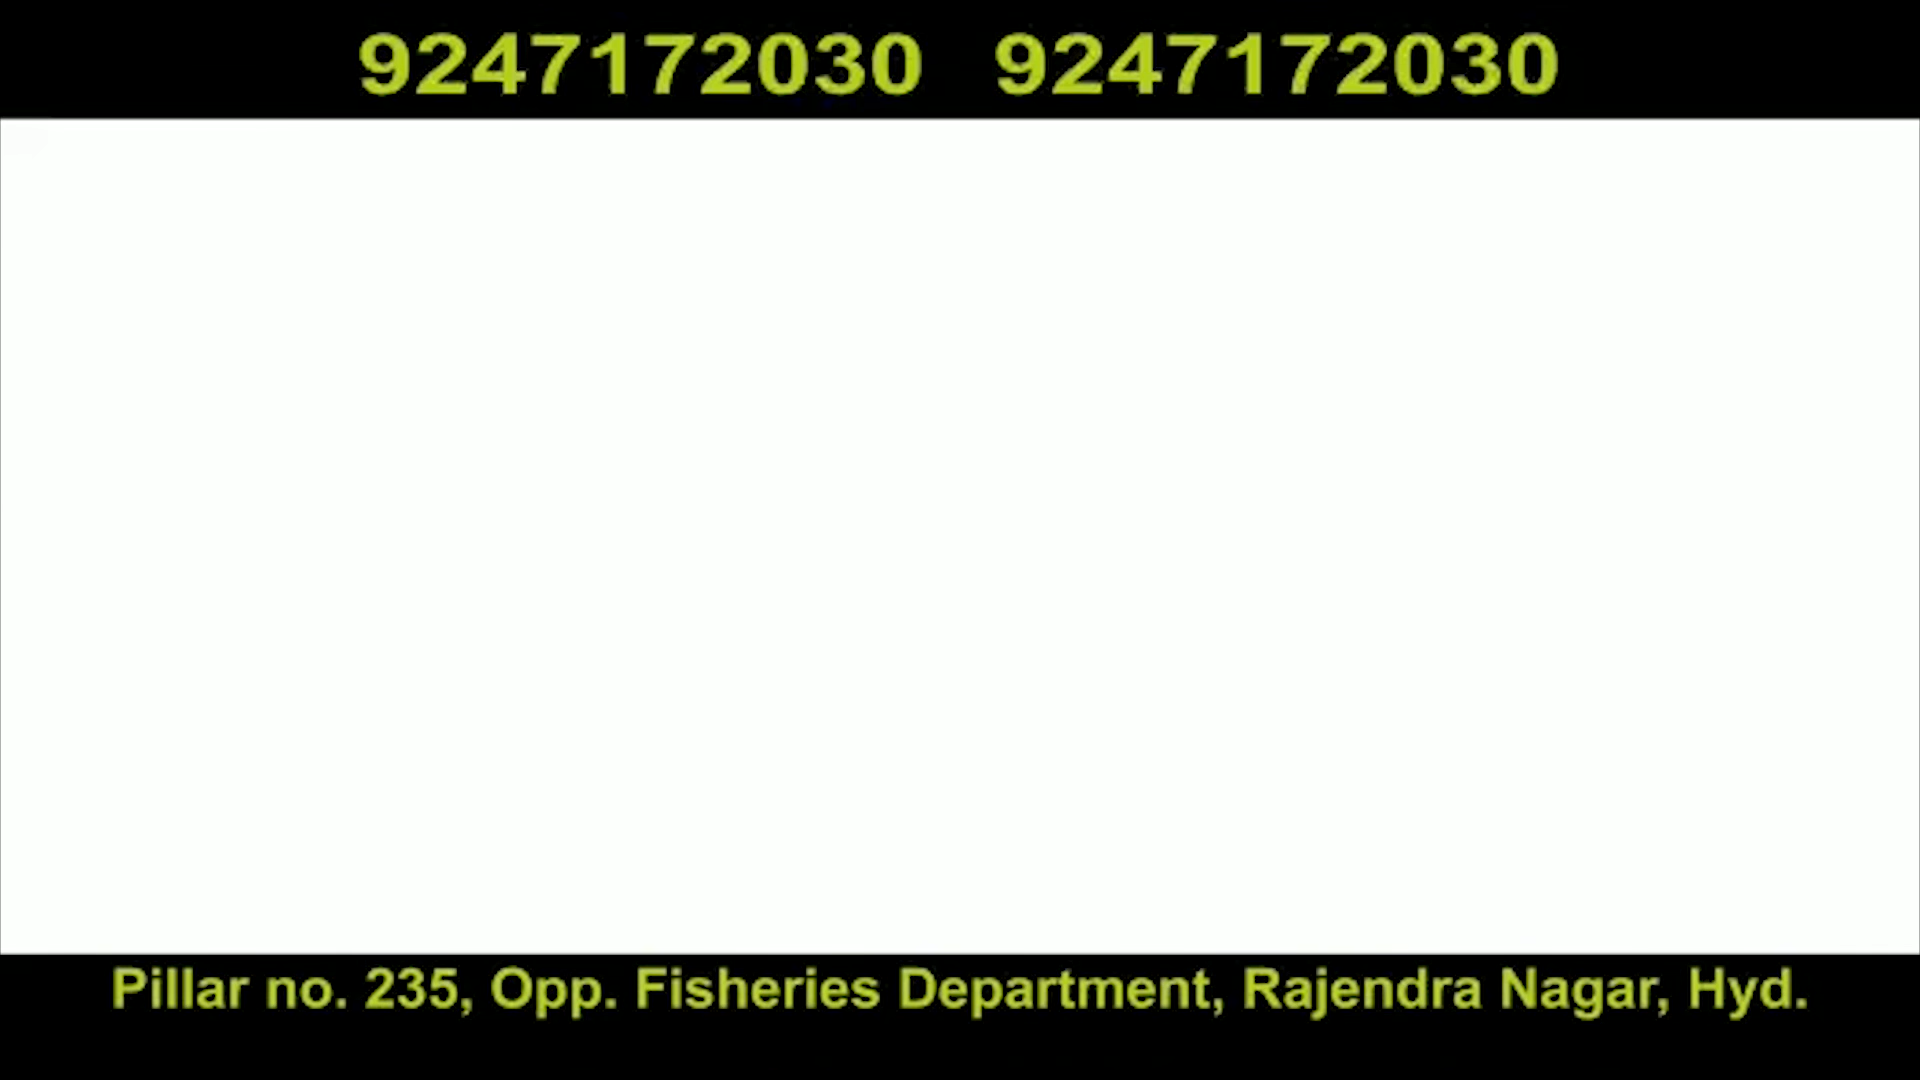 9247172030 9247172030
Pillar no. 235, Opp. Fisheries Department, Rajendra Nagar, Hyd.